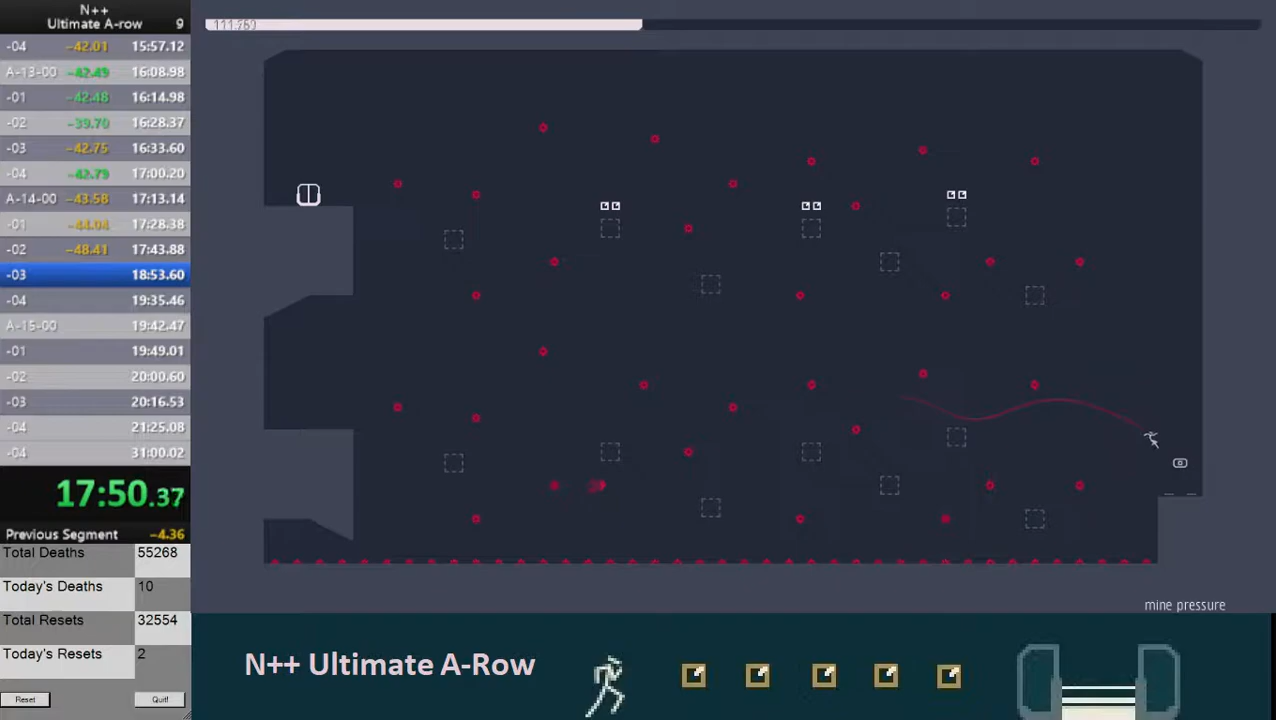 N++
Ultimate A-row 9
-04 -42.01 15:57.12
A-13-00 -42.49 16:08.98
-01 -42.48 16:14.98
-02 -39.70 16:28.37
-03 -42.75 16:33.60
-04 -42.79 17:00.20
A-14-00 -43.58 17:13.14
-01 -44.04 17:28.38
-02 -48.41 17:43.88
-03 18:53.60
-04 19:35.46
A-15-00 19:42.47
-01 19:49.01
-02 20:00.60
-03 20:16.53
-04 21:25.08
-04 31:00.02
17:50.37
Previous Segment -4.36
Total Deaths 55268
Today's Deaths 10
Total Resets 32554
Today's Resets 2
Reset Quit!
mine pressure
N++ Ultimate A-Row